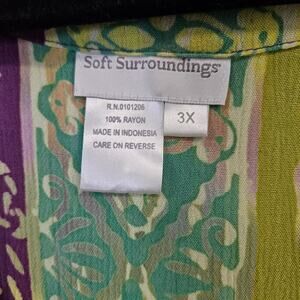 Soft Surroundings
R.N.0101206
100% RAYON
MADE IN INDONESIA
CARE ON REVERSE
3X